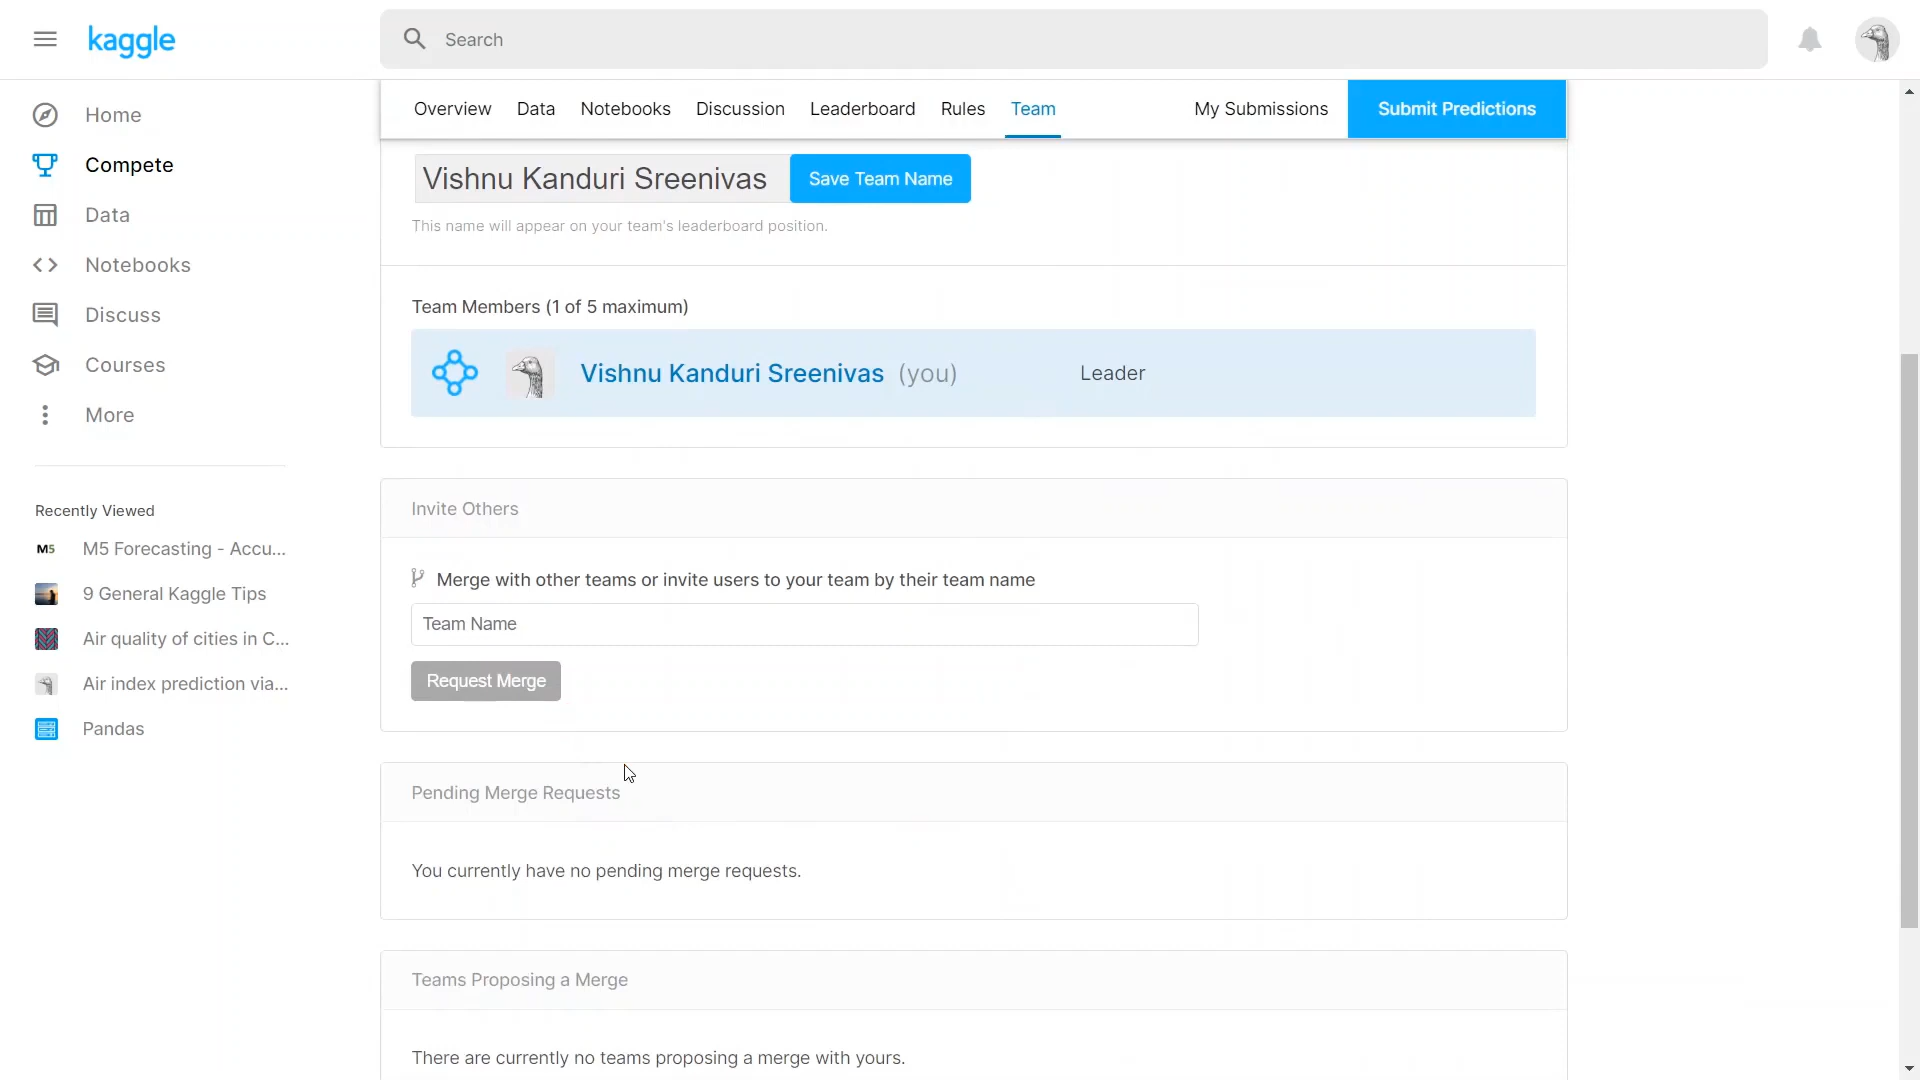 kaggle
Search
Home
Compete
Data
Notebooks
Discuss
Courses
More
Recently Viewed
M5 M5 Forecasting - Accu...
9 General Kaggle Tips
Air quality of cities in C...
Air index prediction via...
Pandas
Overview Data Notebooks Discussion Leaderboard Rules Team My Submissions Submit Predictions
Vishnu Kanduri Sreenivas Save Team Name
This name will appear on your team's leaderboard position.
Team Members (1 of 5 maximum)
Vishnu Kanduri Sreenivas (you) Leader
Invite Others
Merge with other teams or invite users to your team by their team name
Team Name
Request Merge
Pending Merge Requests
You currently have no pending merge requests.
Teams Proposing a Merge
There are currently no teams proposing a merge with yours.